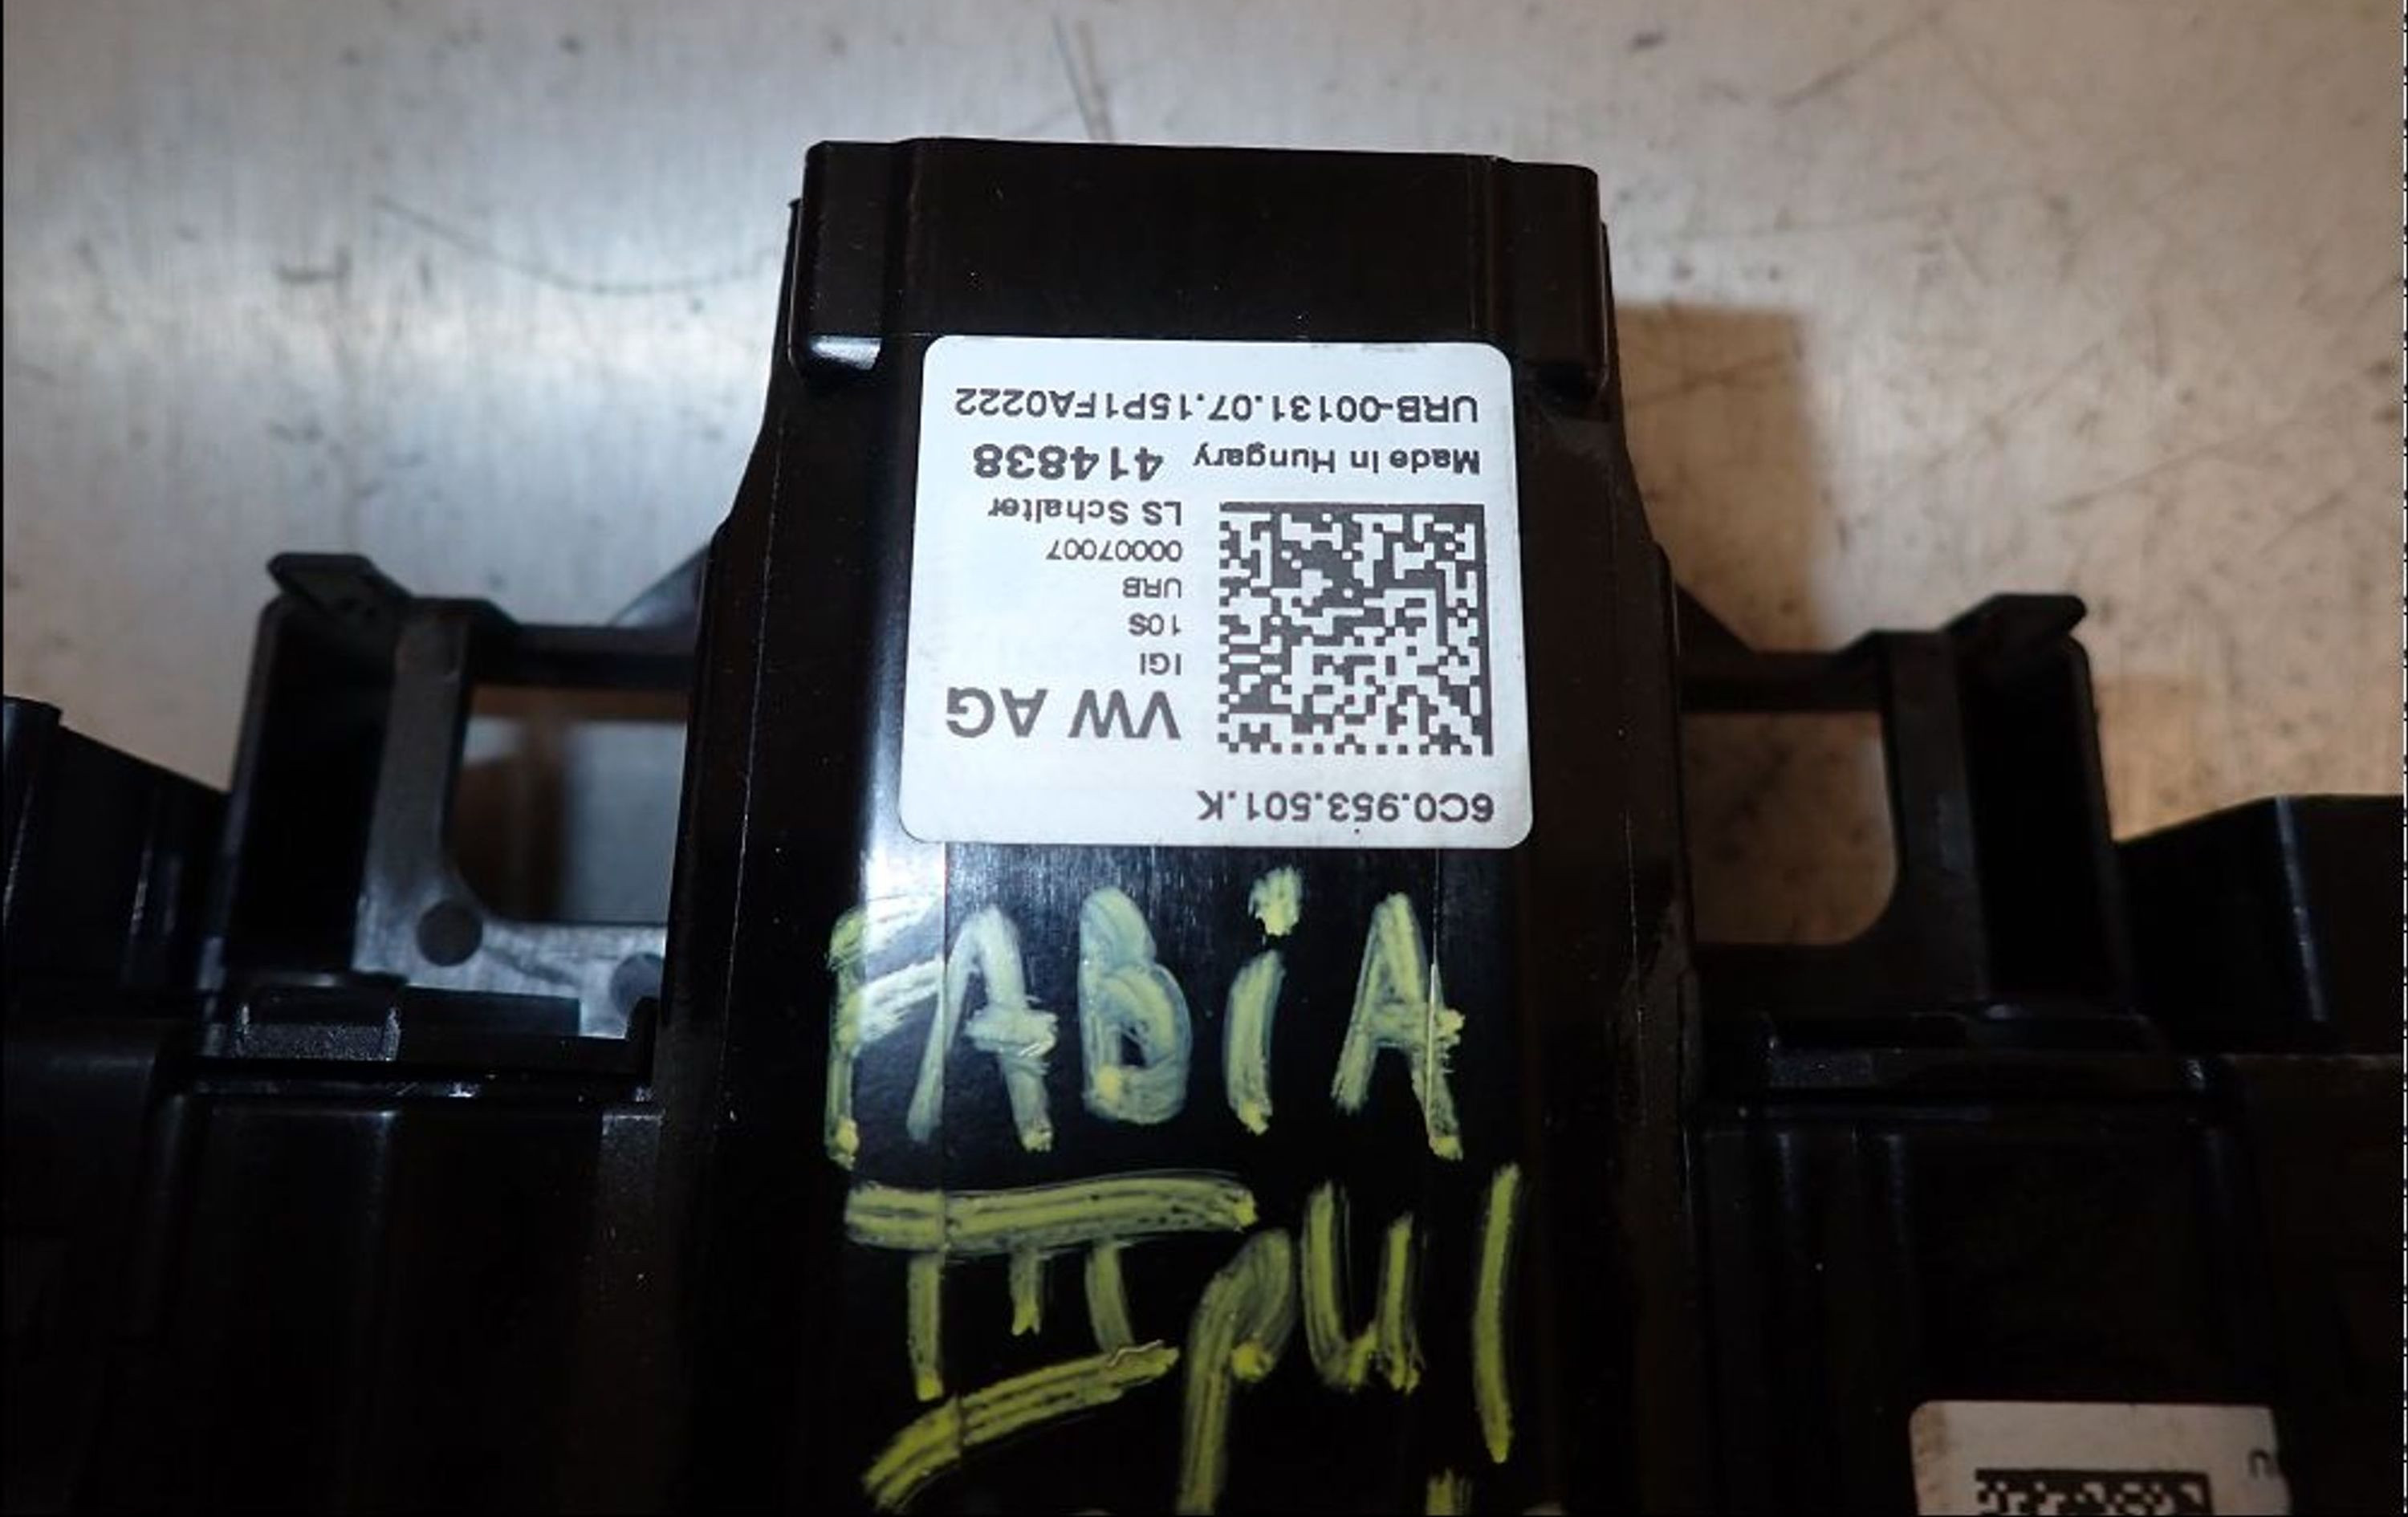 6C0.953.501.K
VW AG
IGI
10S
URB
00007007
LS Schalter
Made In Hungary 414838
URB-00131.07.15P1FA0222
FABiA